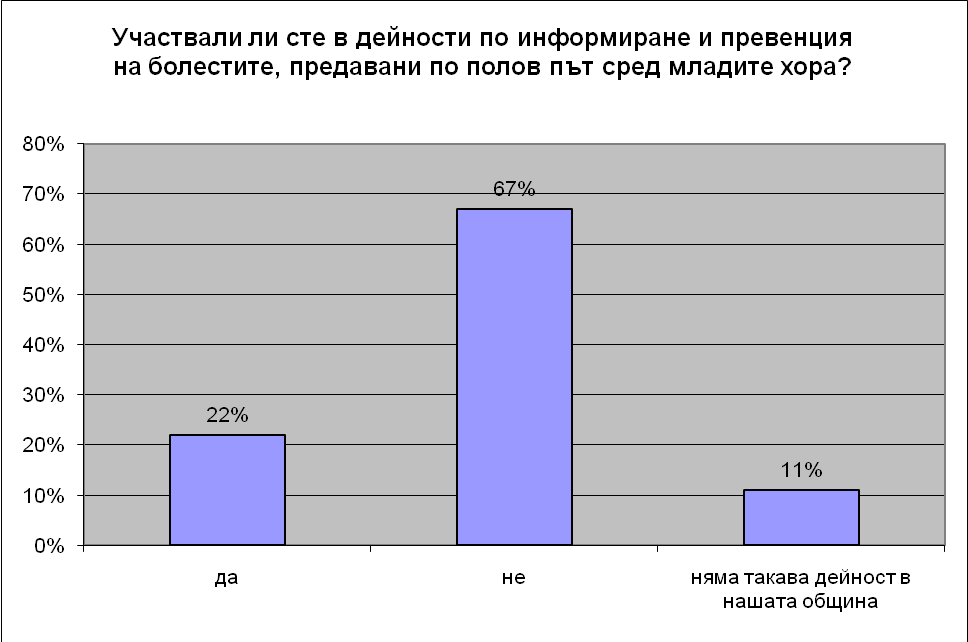 Участвали ли сте в дейности по информиране и превенция
на болестите, предавани по полов път сред младите хора?
80%
70%
60%
50%
40%
30%
20%
10%
0%
22%
67%
11%
да
не
няма такава дейност в
нашата община